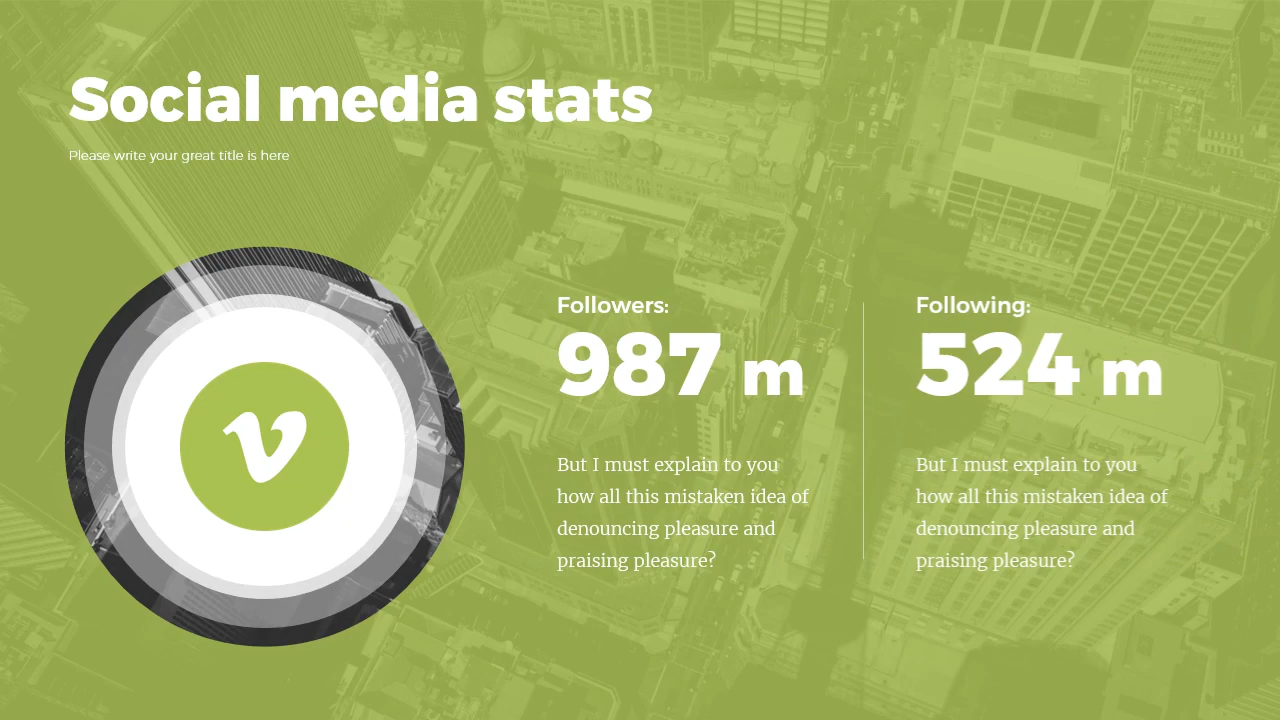 Social media stats
Please write your great title is here
Followers:
987 m
But I must explain to you
how all this mistaken idea of
denouncing pleasure and
praising pleasure?
Following:
524 m
But I must explain to you
how all this mistaken idea of
denouncing pleasure and
praising pleasure?